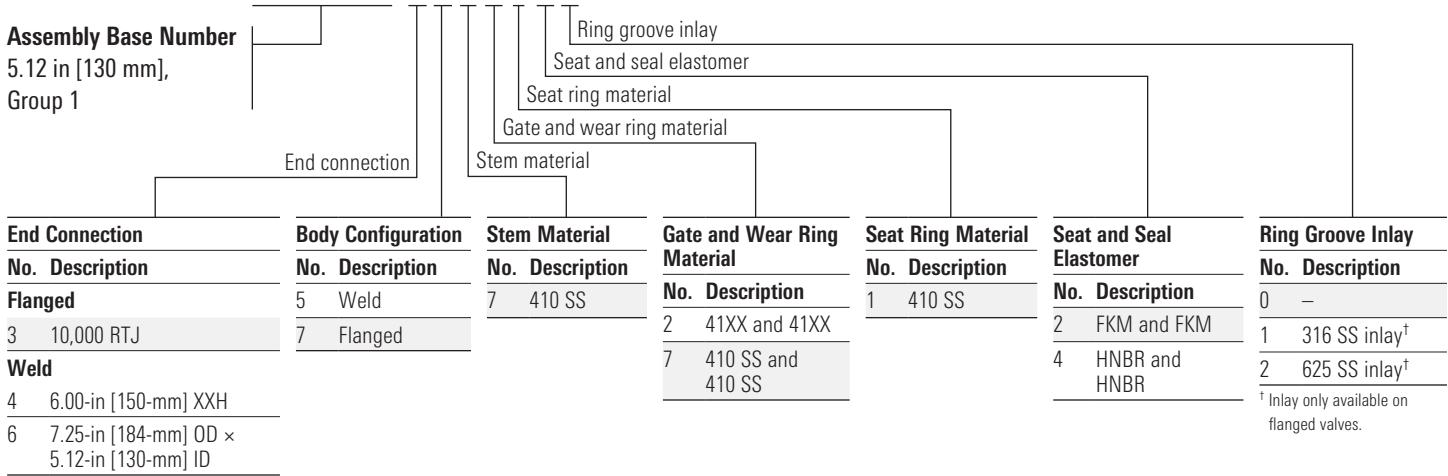 Assembly Base Number
5.12 in [130 mm],
Group 1
Ring groove inlay
Seat and seal elastomer
Seat ring material
Gate and wear ring material
End connection
Stem material
End Connection
No. Description
Flanged
3 10,000 RTJ
Weld
4 6.00-in [150-mm] XXH
6 7.25-in [184-mm] OD ×
5.12-in [130-mm] ID
Body Configuration
No. Description
5 Weld
7 Flanged
Stem Material
No. Description
7 410 SS
Gate and Wear Ring
Material
No. Description
2 41XX and 41XX
7 410 SS and
410 SS
Seat Ring Material
No. Description
1 410 SS
Seat and Seal
Elastomer
No. Description
2 FKM and FKM
4 HNBR and
HNBR
Ring Groove Inlay
No. Description
0 –
1 316 SS inlay†
2 625 SS inlay†
† Inlay only available on
flanged valves.